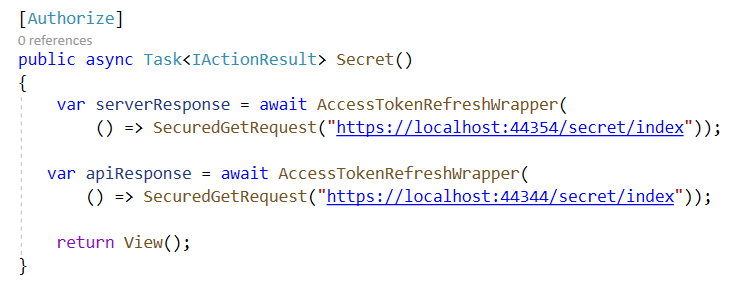 [Authorize]
0 references
public async Task<IActionResult> Secret()
{
    var serverResponse = await AccessTokenRefreshWrapper(
        () => SecuredGetRequest("https://localhost:44354/secret/index"));

   var apiResponse = await AccessTokenRefreshWrapper(
       () => SecuredGetRequest("https://localhost:44344/secret/index"));

    return View();
}